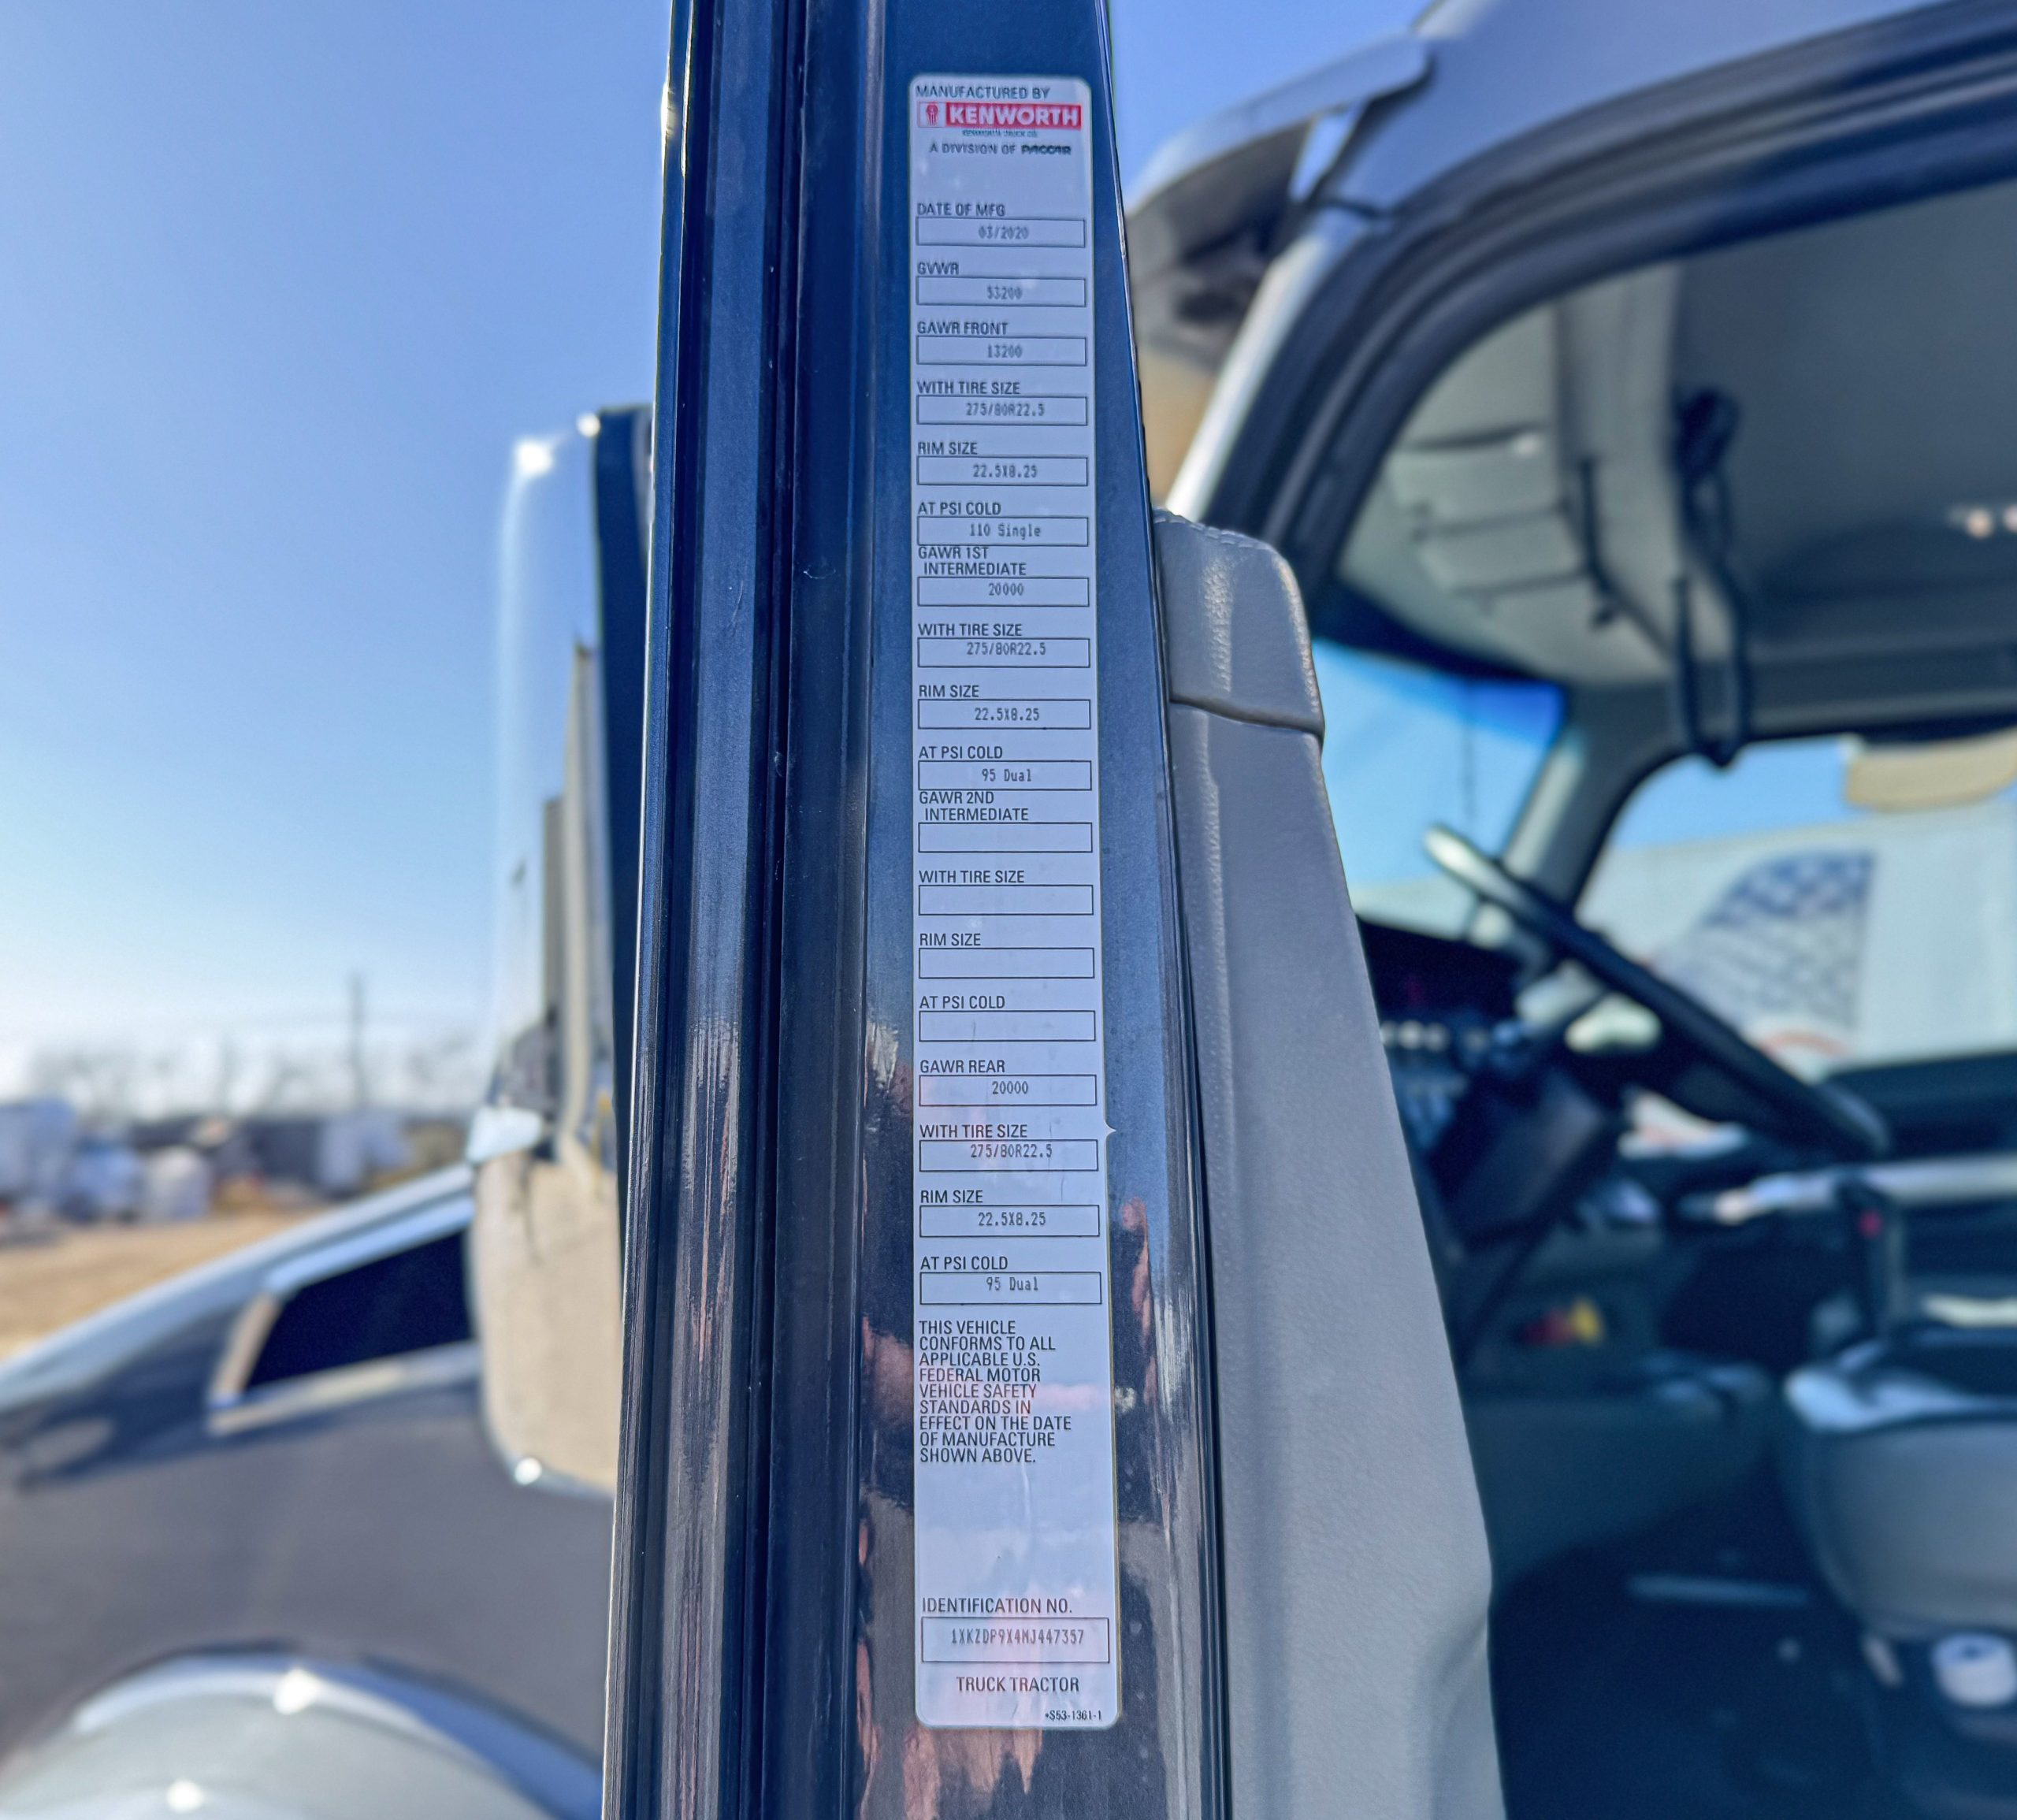 MANUFACTURED BY
KENWORTH
KENWORTH TRUCK CO.
A DIVISION OF PACCAR
DATE OF MFG
03/2020
GVWR
53200
GAWR FRONT
13200
WITH TIRE SIZE
275/80R22.5
RIM SIZE
22.5X8.25
AT PSI COLD
110 Single
GAWR 1ST
INTERMEDIATE
20000
WITH TIRE SIZE
275/80R22.5
RIM SIZE
22.5X8.25
AT PSI COLD
95 Dual
GAWR 2ND
INTERMEDIATE
WITH TIRE SIZE
RIM SIZE
AT PSI COLD
GAWR REAR
20000
WITH TIRE SIZE
275/80R22.5
RIM SIZE
22.5X8.25
AT PSI COLD
95 Dual
THIS VEHICLE
CONFORMS TO ALL
APPLICABLE U.S.
FEDERAL MOTOR
VEHICLE SAFETY
STANDARDS IN
EFFECT ON THE DATE
OF MANUFACTURE
SHOWN ABOVE.
IDENTIFICATION NO.
1XKZDP9X4MJ447357
TRUCK TRACTOR
•S53-1361-1